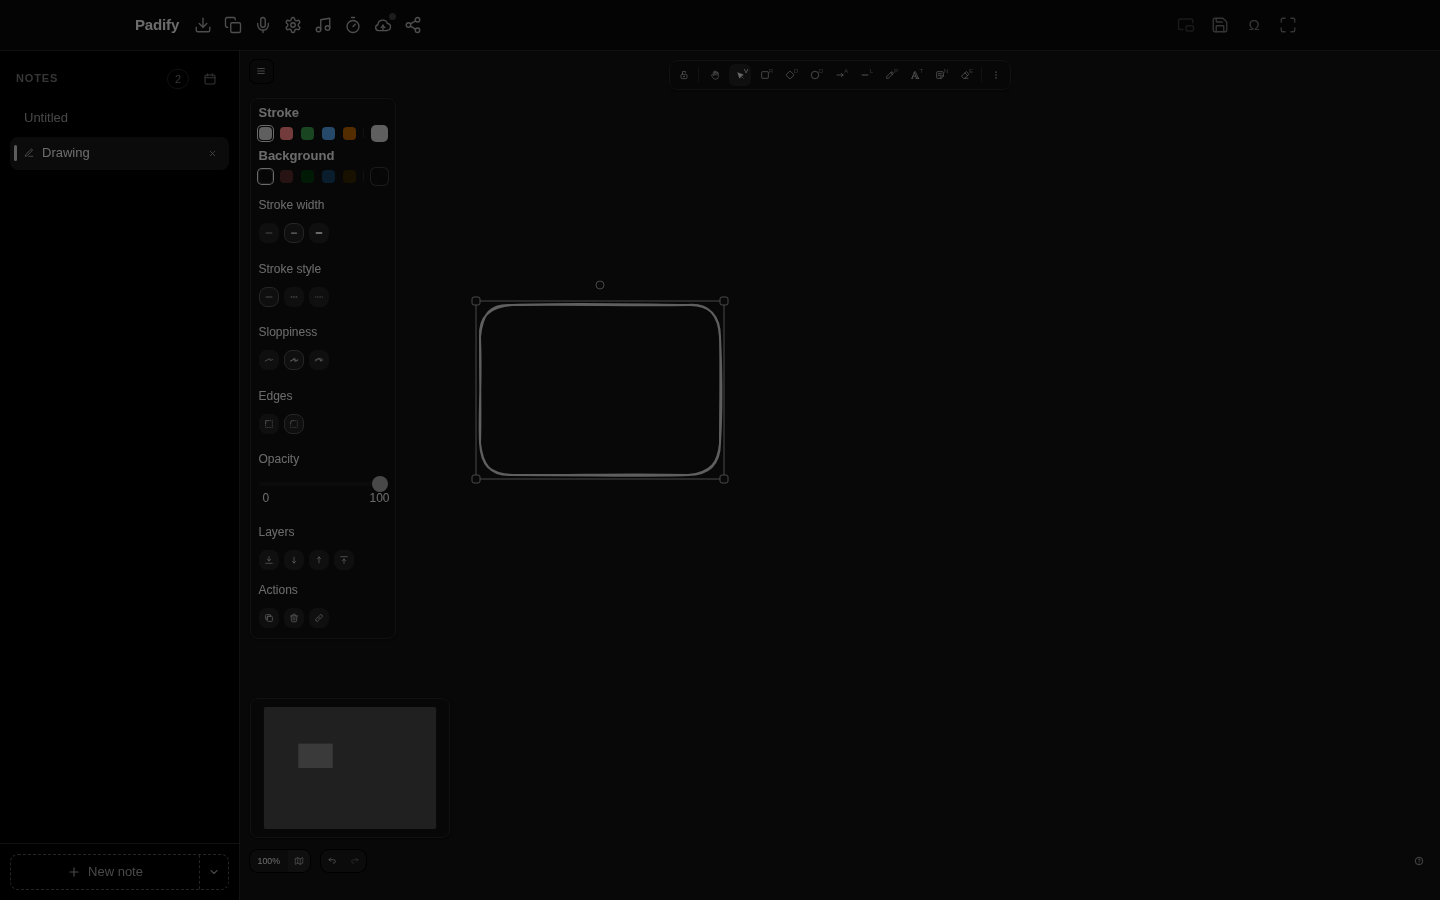 Padify
Ω
NOTES
2
Untitled
Drawing
Stroke
Background
Stroke width
Stroke style
Sloppiness
Edges
Opacity
0
100
Layers
Actions
100%
New note